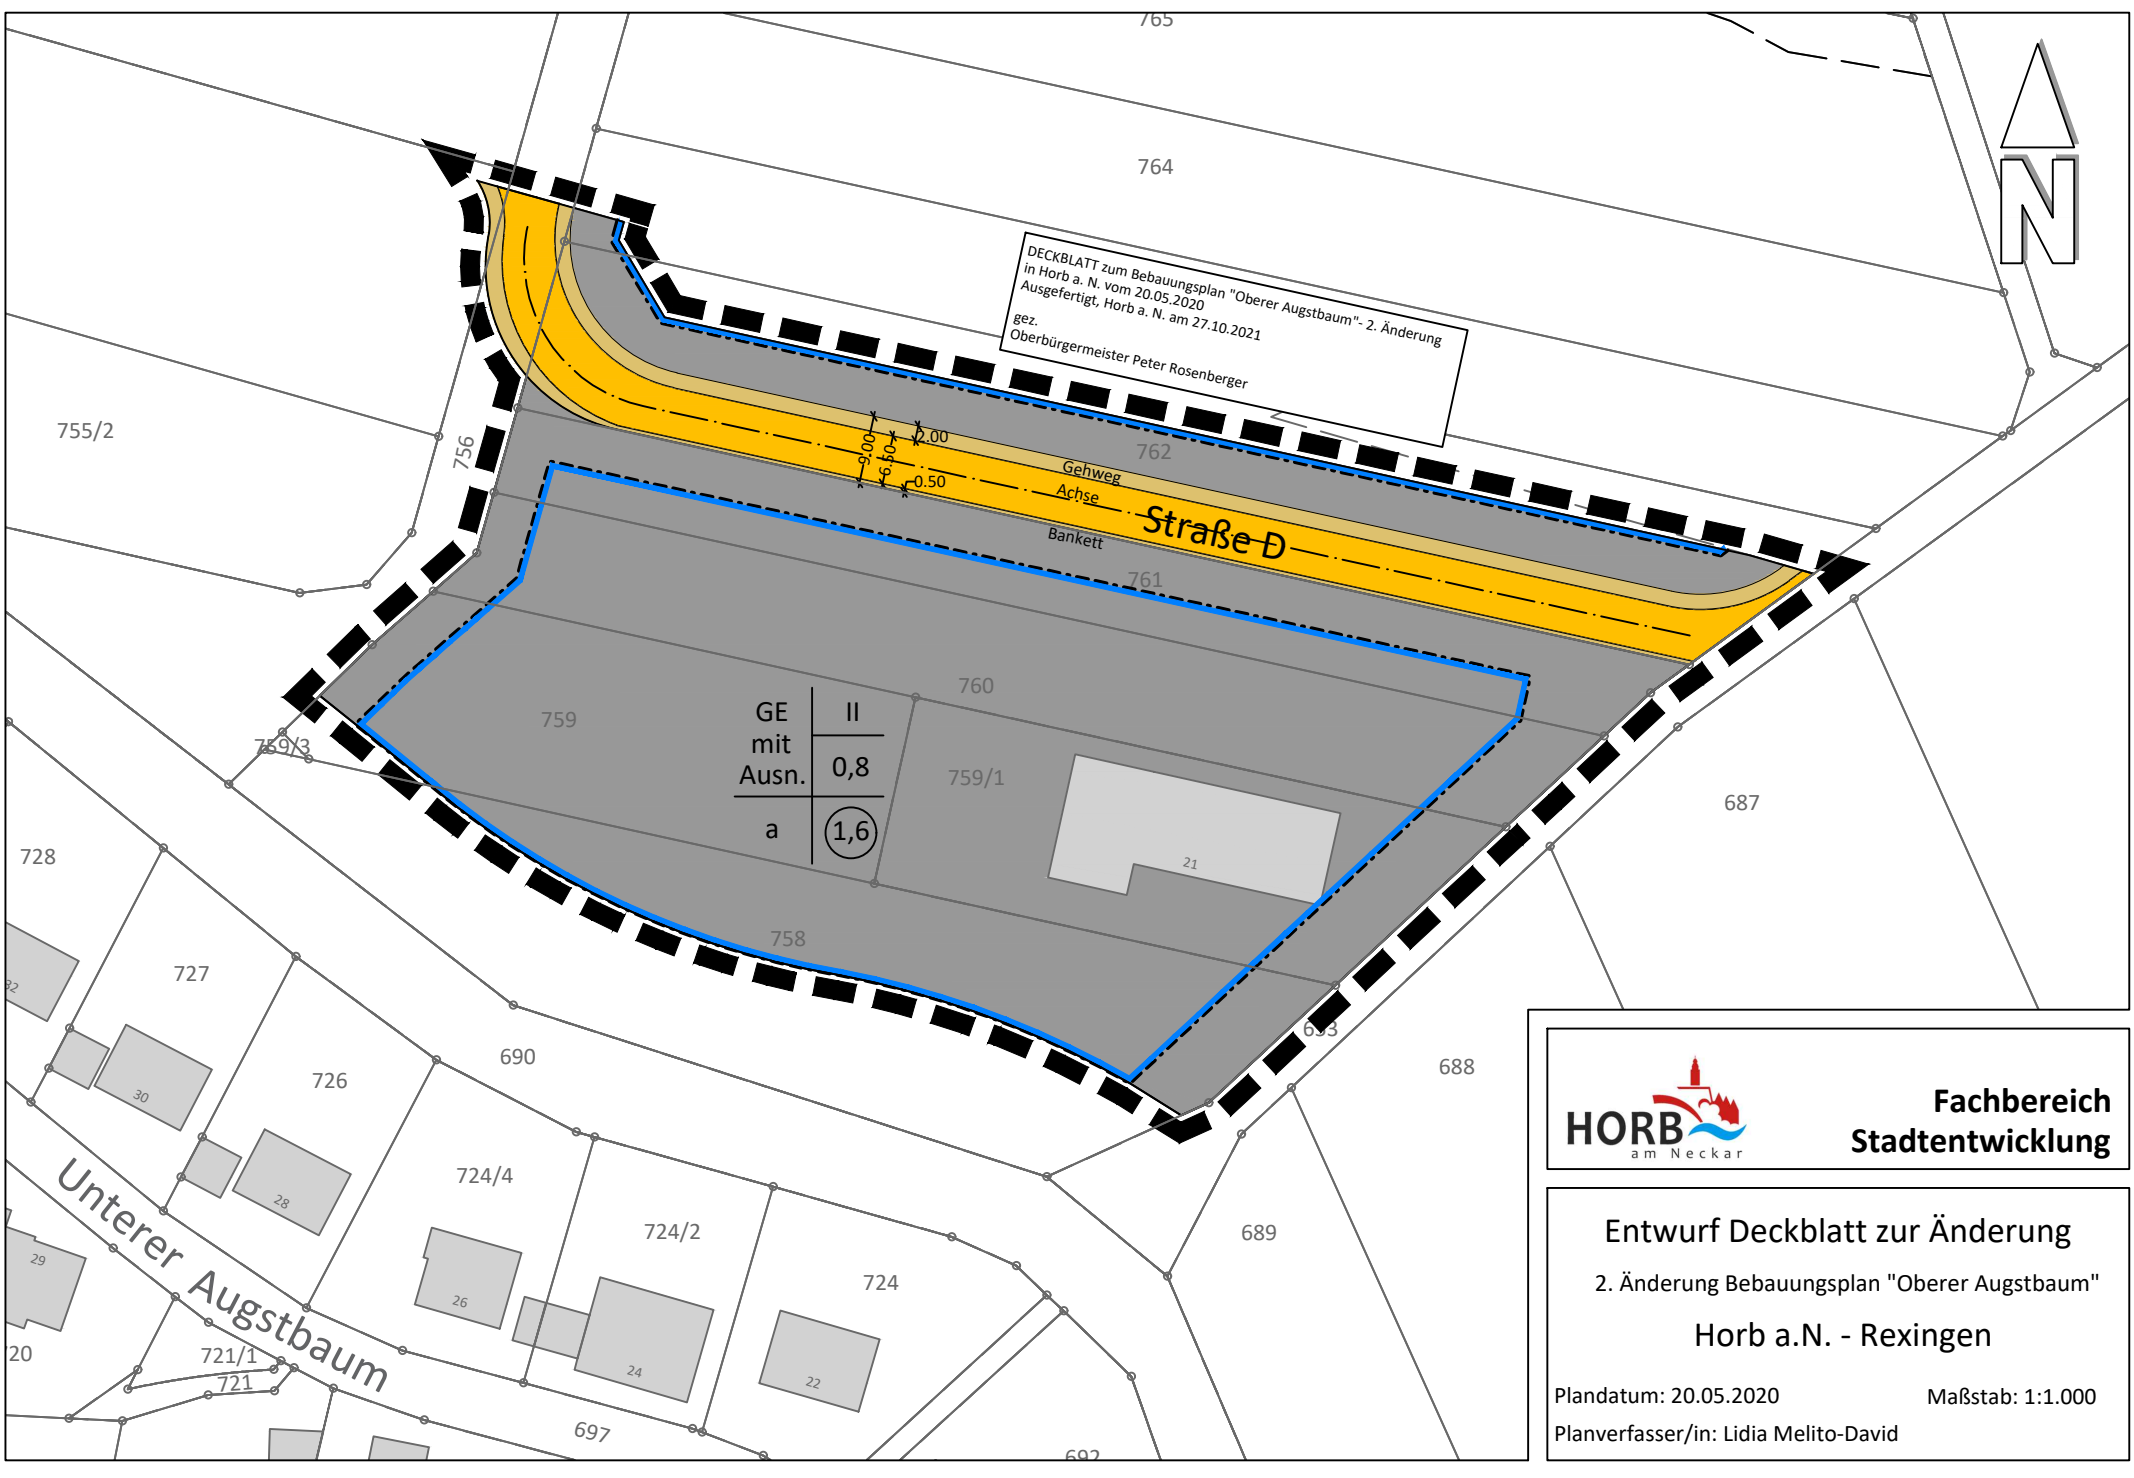 765
764
N
DECKBLATT zum Bebauungsplan "Oberer Augstbaum"- 2. Änderung
in Horb a. N. vom 20.05.2020
Ausgefertigt, Horb a. N. am 27.10.2021
gez.
Oberbürgermeister Peter Rosenberger
755/2
756
762
9.00
6.50
2.00
0.50
Gehweg
Achse
Straße D
Bankett
761
760
759
759/3
GE
mit
Ausn.
II
0,8
a
1,6
759/1
21
687
728
758
727
32
30
690
726
633
688
28
724/4
724/2
689
724
Unterer Augstbaum
29
26
24
22
20
721/1
721
697
692
HORB
am Neckar
Fachbereich
Stadtentwicklung
Entwurf Deckblatt zur Änderung
2. Änderung Bebauungsplan "Oberer Augstbaum"
Horb a.N. - Rexingen
Plandatum: 20.05.2020
Maßstab: 1:1.000
Planverfasser/in: Lidia Melito-David